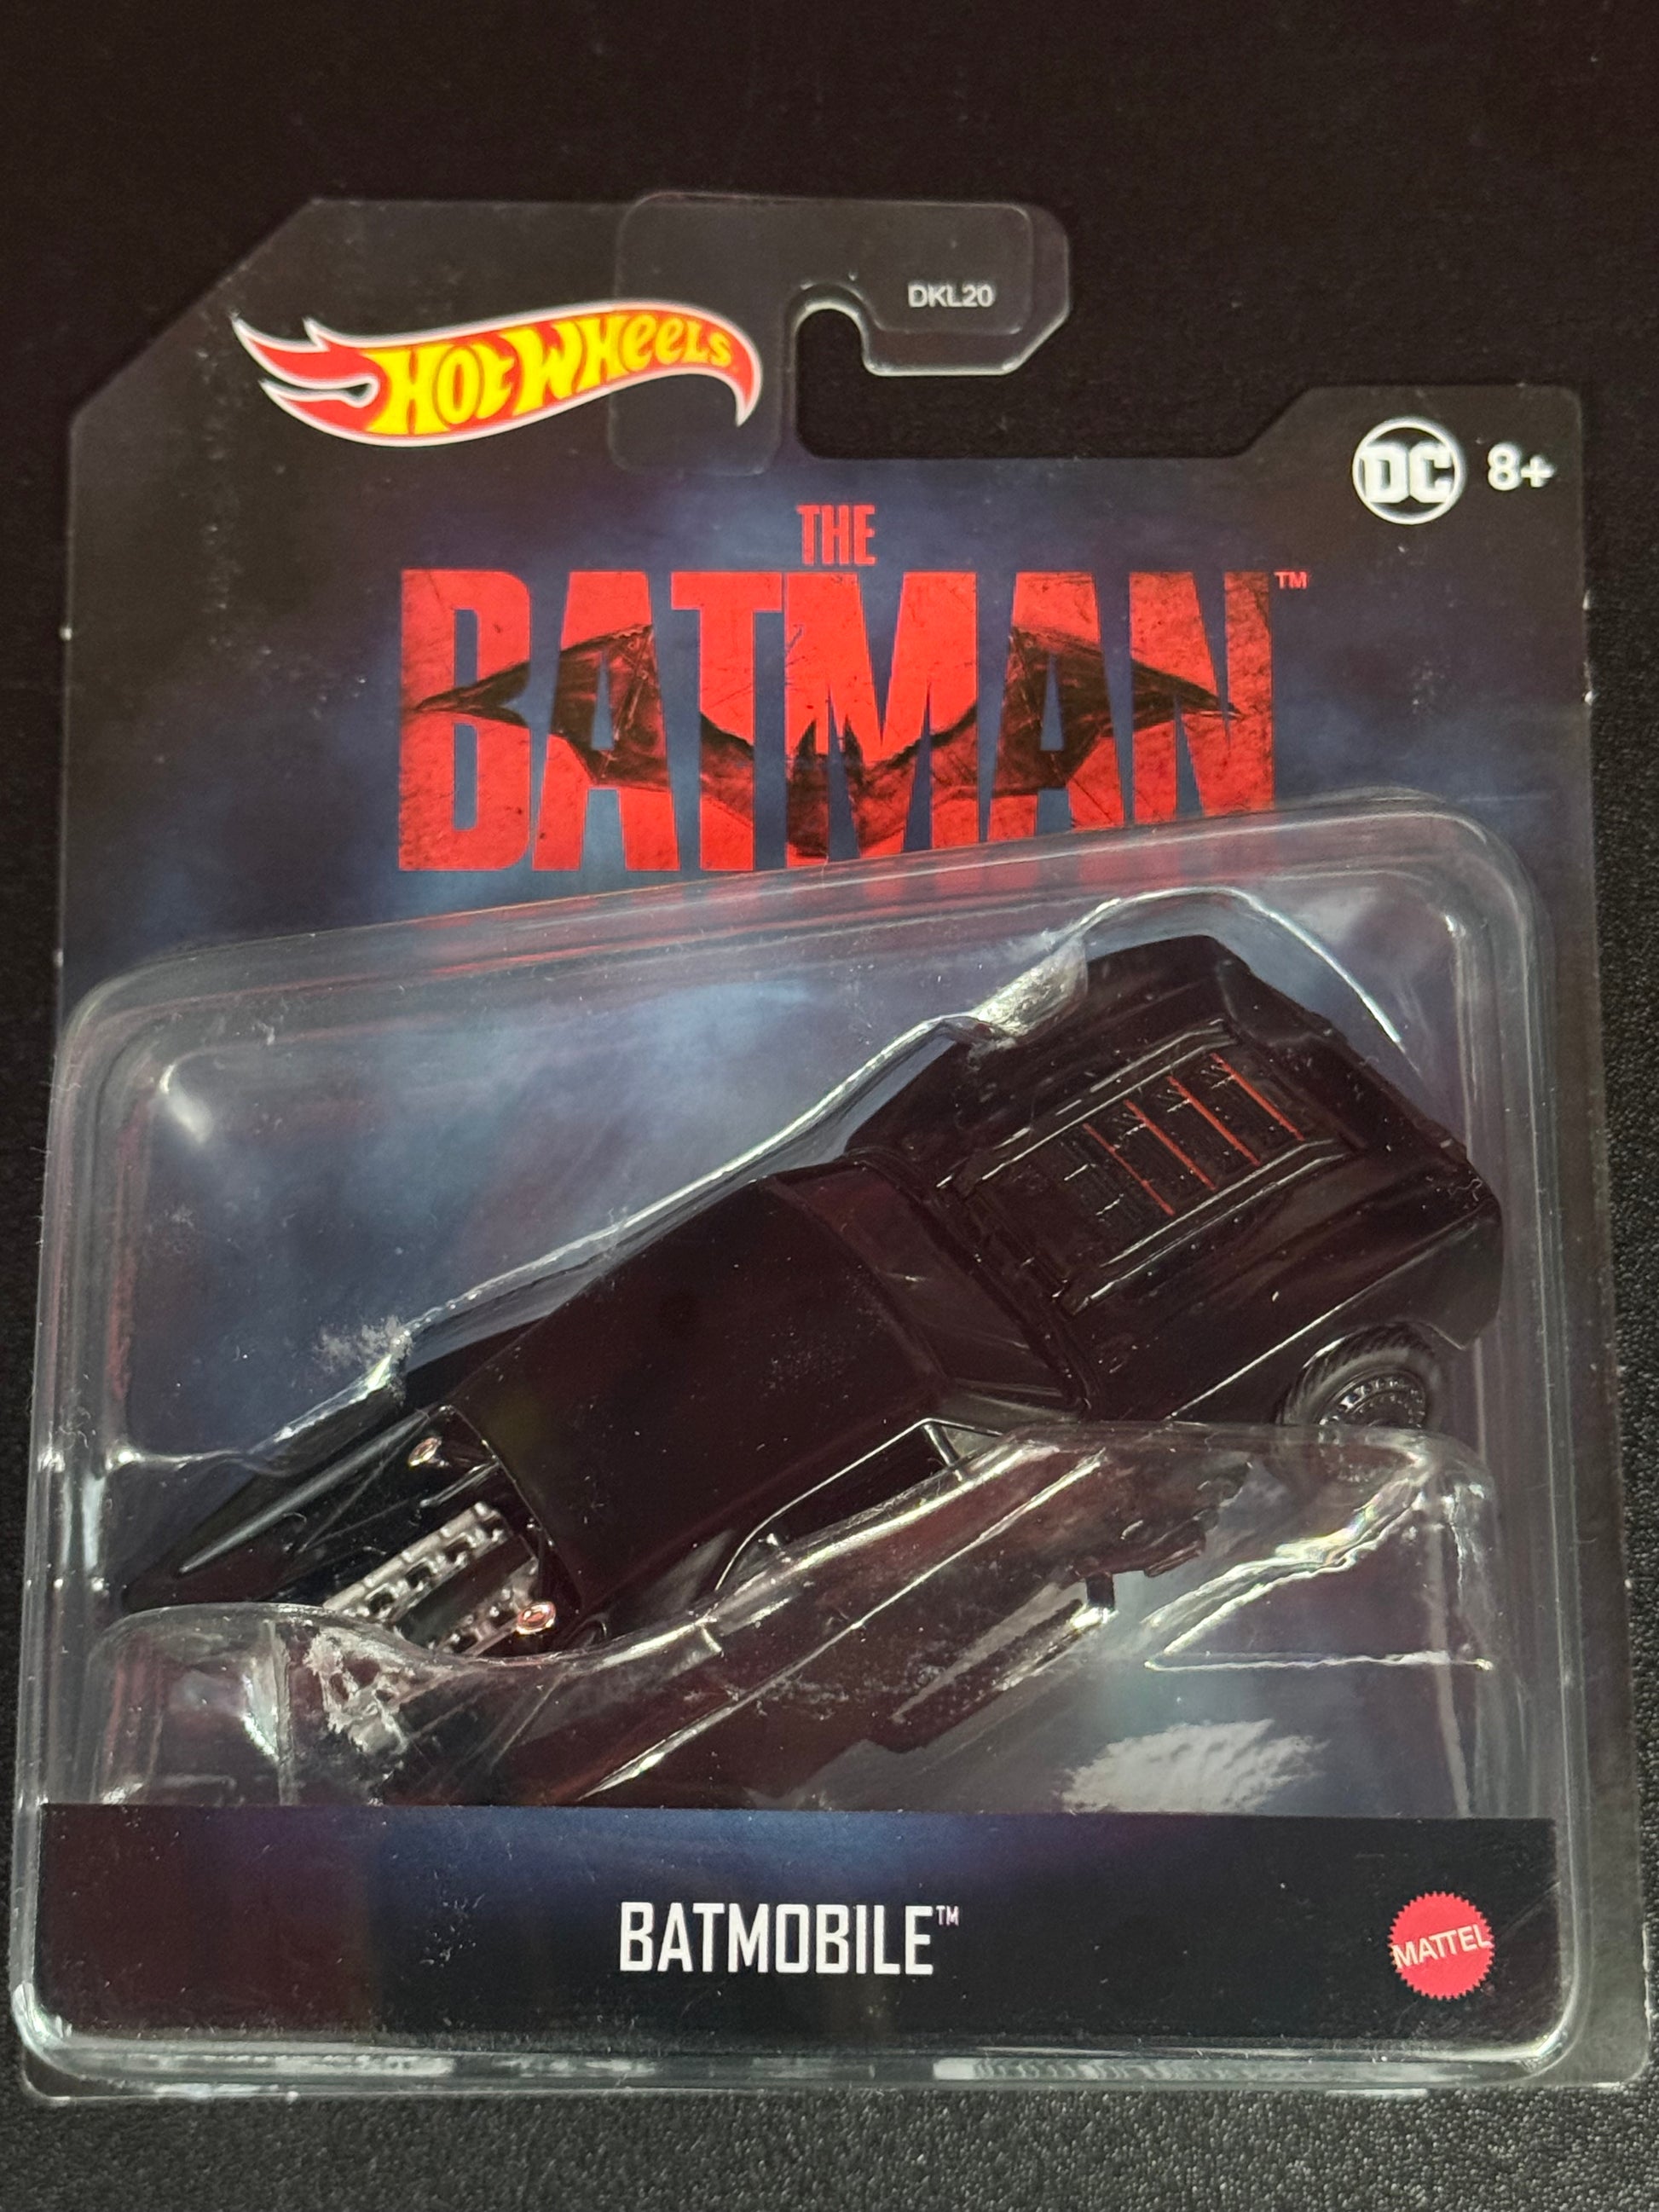 DKL20
HOT WHEELS
DC 8+
THE
BATMAN™
BATMOBILE™
MATTEL